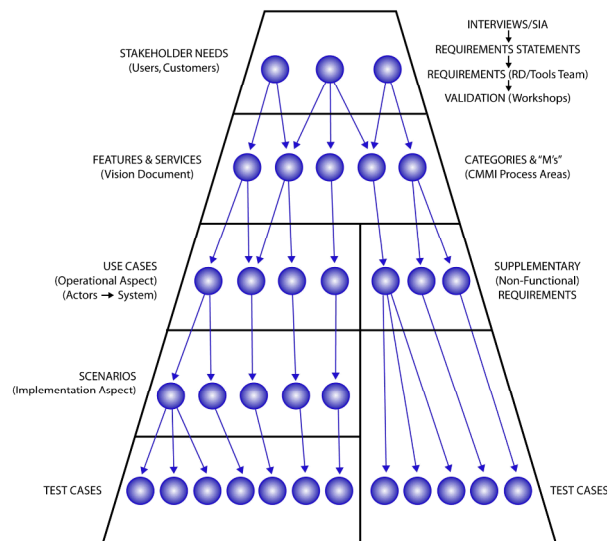 INTERVIEWS/SIA
STAKEHOLDER NEEDS
(Users, Customers)
REQUIREMENTS STATEMENTS
REQUIREMENTS (RD/Tools Team)
VALIDATION (Workshops)
FEATURES & SERVICES
(Vision Document)
CATEGORIES & "M's"
(CMMI Process Areas)
USE CASES
(Operational Aspect)
(Actors → System)
SUPPLEMENTARY
(Non-Functional)
REQUIREMENTS
SCENARIOS
(Implementation Aspect)
TEST CASES
TEST CASES